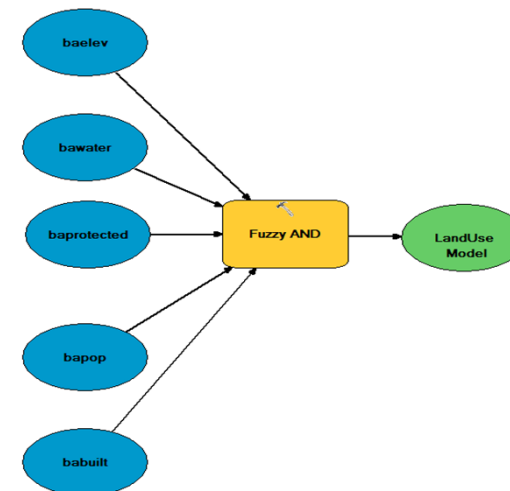 baelev
bawater
baprotected
Fuzzy AND
LandUse
Model
bapop
babuilt